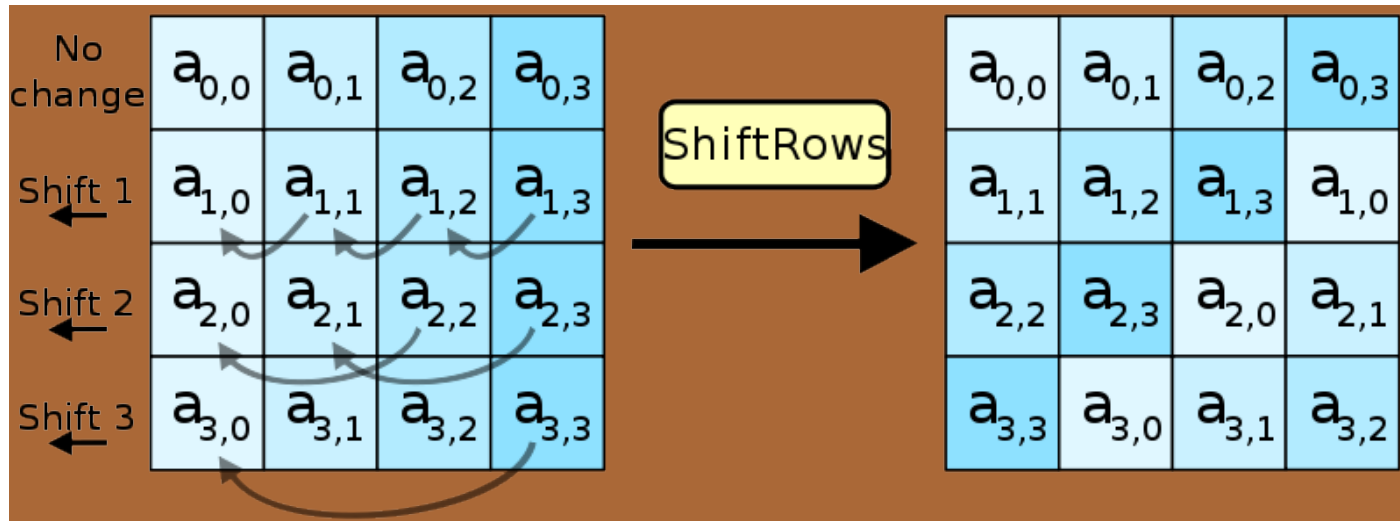 No
change
a0,0 a0,1 a0,2 a0,3
ShiftRows
a0,0 a0,1 a0,2 a0,3
Shift 1
a1,0 a1,1 a1,2 a1,3
a1,1 a1,2 a1,3 a1,0
Shift 2
a2,0 a2,1 a2,2 a2,3
a2,2 a2,3 a2,0 a2,1
Shift 3
a3,0 a3,1 a3,2 a3,3
a3,3 a3,0 a3,1 a3,2